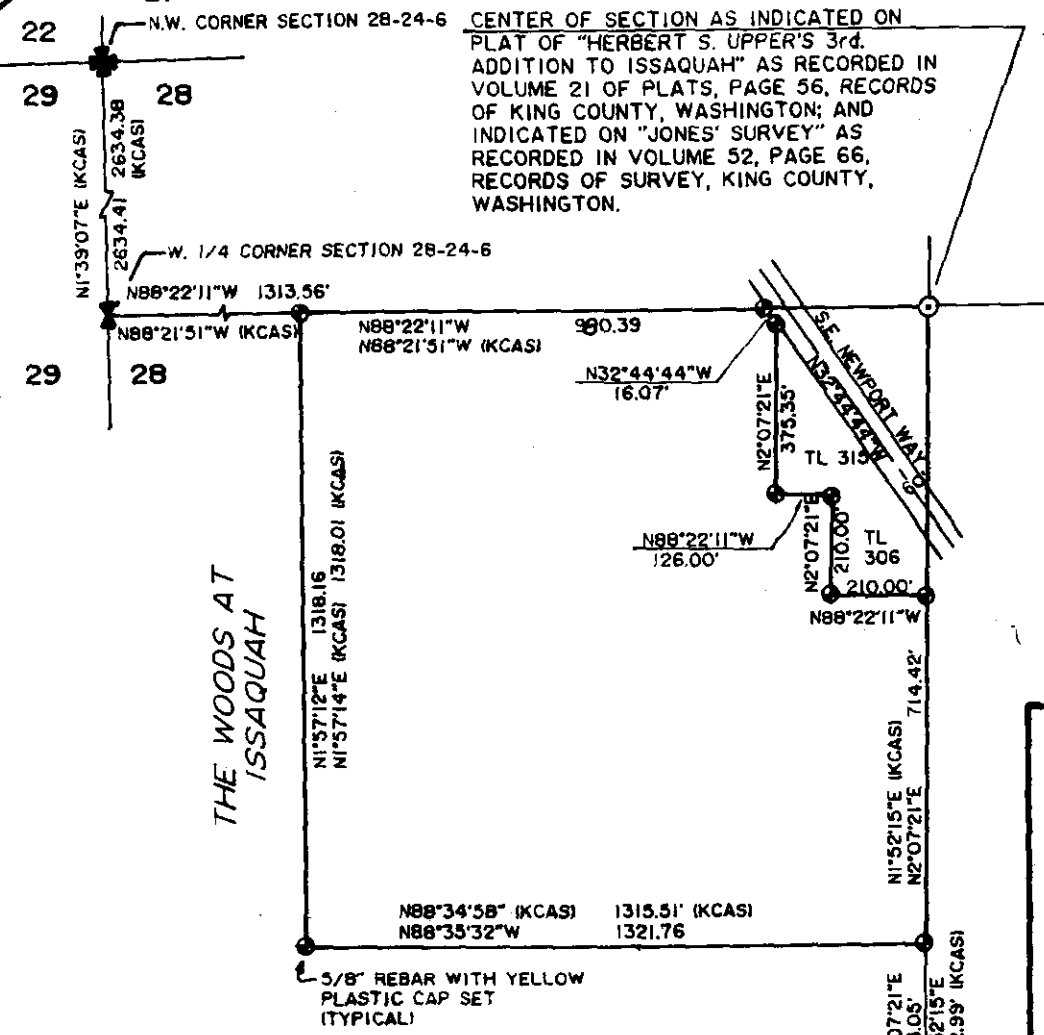 22
N.W. CORNER SECTION 28-24-6
29
28
N1°39'07"E (KCAS)
2634.38
(KCAS)
2634.41
CENTER OF SECTION AS INDICATED ON
PLAT OF "HERBERT S. UPPER'S 3rd.
ADDITION TO ISSAQUAH" AS RECORDED IN
VOLUME 21 OF PLATS, PAGE 56, RECORDS
OF KING COUNTY, WASHINGTON; AND
INDICATED ON "JONES' SURVEY" AS
RECORDED IN VOLUME 52, PAGE 66,
RECORDS OF SURVEY, KING COUNTY,
WASHINGTON.
W. 1/4 CORNER SECTION 28-24-6
N88°22'11"W 1313.56'
N88°21'51"W (KCAS)
29
28
N88°22'11"W 980.39
N88°21'51"W (KCAS)
N32°44'44"W
16.07'
S.E. NEWPORT WAY
N32°44'44"W
N2°07'21"E
375.35'
TL 315
N88°22'11"W
126.00'
N2°07'21"E
210.00'
TL
306
210.00'
N88°22'11"W
THE WOODS AT
ISSAQUAH
N1°57'12"E 1318.16
N1°57'14"E (KCAS) 1318.01 (KCAS)
N1°52'15"E (KCAS)
N2°07'21"E 714.42'
N88°34'58" (KCAS) 1315.51' (KCAS)
N88°35'32"W 1321.76
5/8" REBAR WITH YELLOW
PLASTIC CAP SET
(TYPICAL)
07'21"E
.05'
2'15"E
.99' (KCAS)